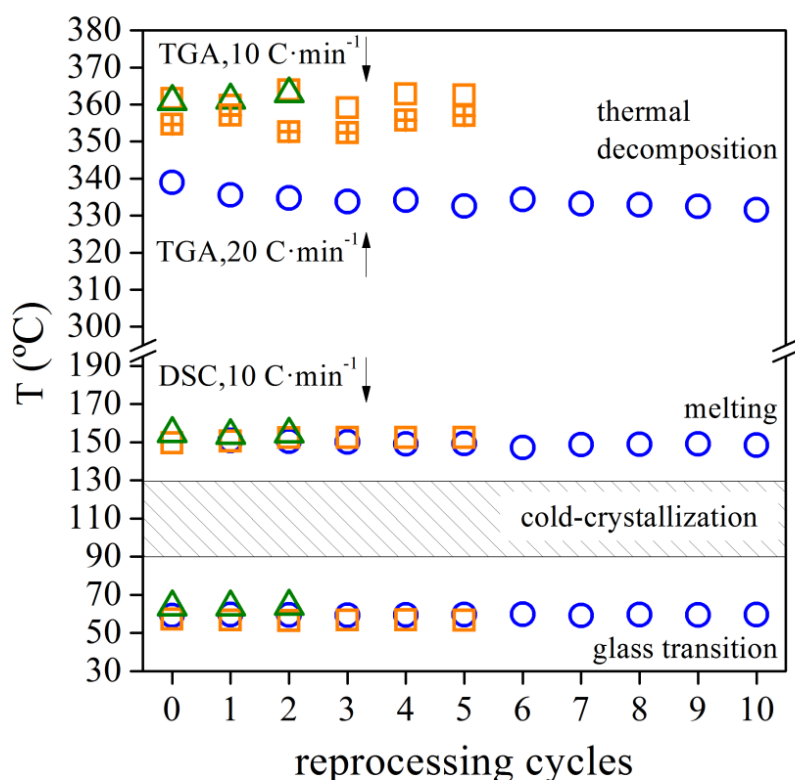 380
370
360
350
340
330
320
310
300
190
170
150
130
110
90
70
50
30
T (ºC)
TGA,10 C·min⁻¹
thermal
decomposition
TGA,20 C·min⁻¹
DSC,10 C·min⁻¹
melting
cold-crystallization
glass transition
0 1 2 3 4 5 6 7 8 9 10
reprocessing cycles